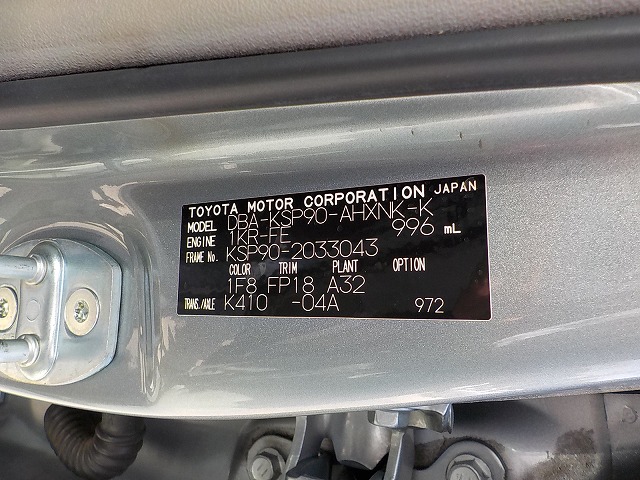 TOYOTA MOTOR CORPORATION JAPAN
MODEL DBA-KSP90-AHXNK-K
ENGINE 1KR-FE 996 mL
FRAME No. KSP90-2033043
COLOR TRIM PLANT OPTION
1F8 FP18 A32
TRANS./AXLE K410 -04A 972